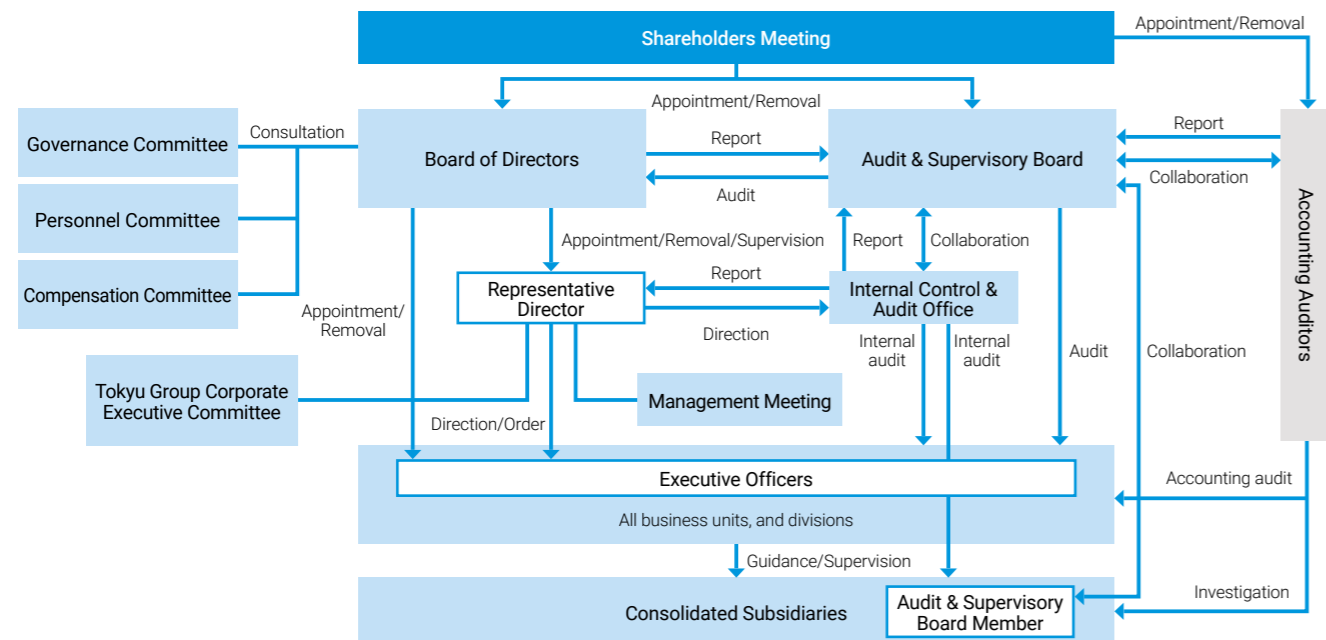 Shareholders Meeting
Appointment/Removal
Appointment/Removal
Governance Committee
Consultation
Board of Directors
Report
Audit & Supervisory Board
Report
Collaboration
Audit
Personnel Committee
Compensation Committee
Appointment/Removal/Supervision
Report
Collaboration
Accounting Auditors
Appointment/
Removal
Representative
Director
Report
Direction
Internal Control &
Audit Office
Internal
audit
Internal
audit
Audit
Collaboration
Tokyu Group Corporate
Executive Committee
Management Meeting
Direction/Order
Executive Officers
All business units, and divisions
Accounting audit
Guidance/Supervision
Consolidated Subsidiaries
Audit & Supervisory
Board Member
Investigation